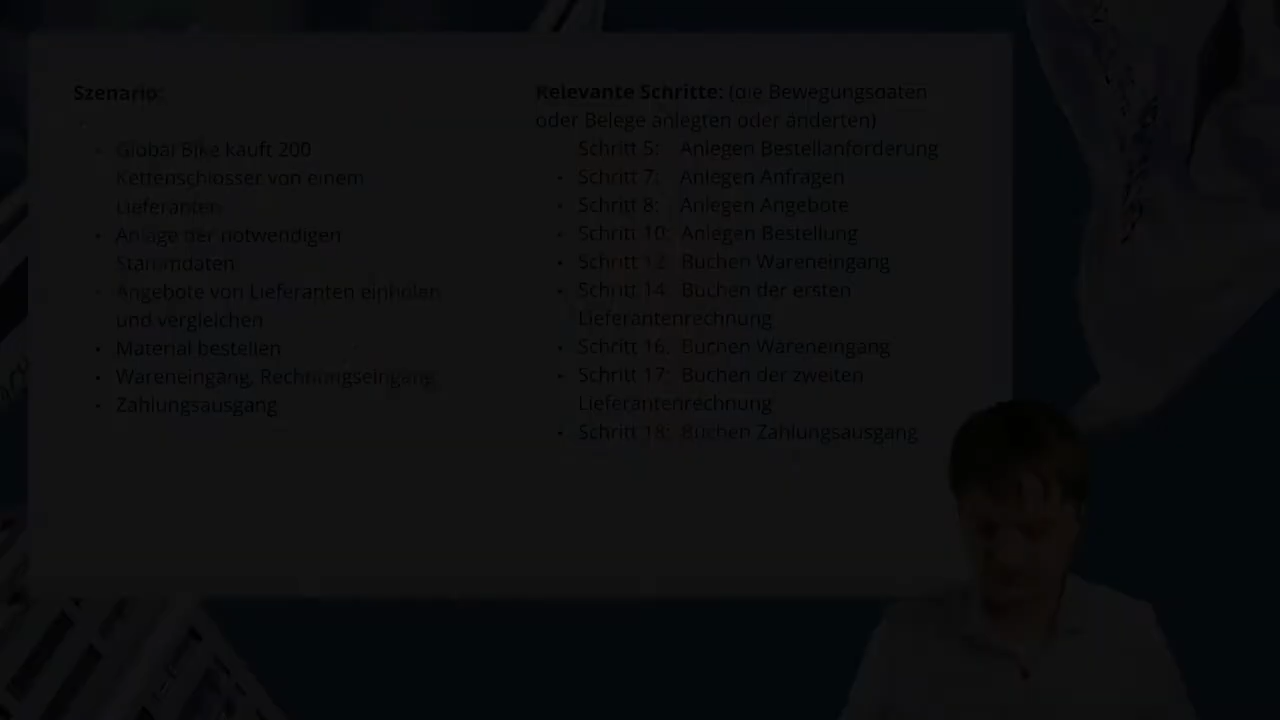 Szenario:
Global Bike kauft 200
Kettenschlösser von einem
Lieferanten
Anlage der notwendigen
Stammdaten
Angebote von Lieferanten einholen
und vergleichen
Material bestellen
Wareneingang, Rechnungseingang
Zahlungsausgang
Relevante Schritte: (die Bewegungsdaten
oder Belege anlegten oder änderten)
Schritt 5: Anlegen Bestellanforderung
Schritt 7: Anlegen Anfragen
Schritt 8: Anlegen Angebote
Schritt 10: Anlegen Bestellung
Schritt 12: Buchen Wareneingang
Schritt 14: Buchen der ersten
Lieferantenrechnung
Schritt 16: Buchen Wareneingang
Schritt 17: Buchen der zweiten
Lieferantenrechnung
Schritt 18: Buchen Zahlungsausgang